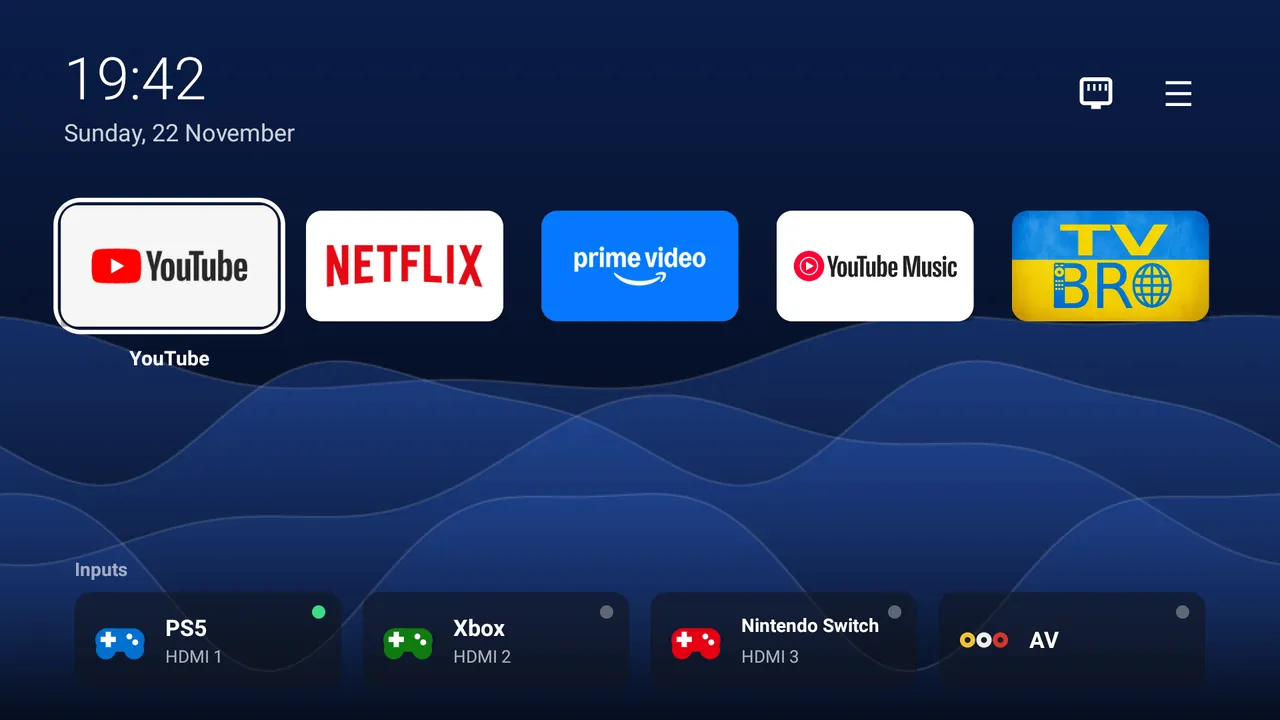 19:42
Sunday, 22 November
YouTube
NETFLIX
prime video
YouTube Music
TV
BRO
YouTube
Inputs
PS5
HDMI 1
Xbox
HDMI 2
Nintendo Switch
HDMI 3
AV